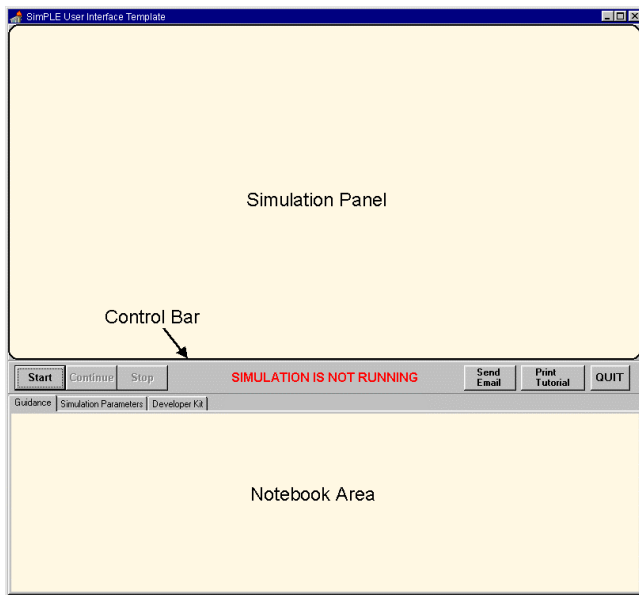 SimPLE User Interface Template
Simulation Panel
Control Bar
Start Continue Stop SIMULATION IS NOT RUNNING Send Email Print Tutorial QUIT
Guidance Simulation Parameters Developer Kit
Notebook Area